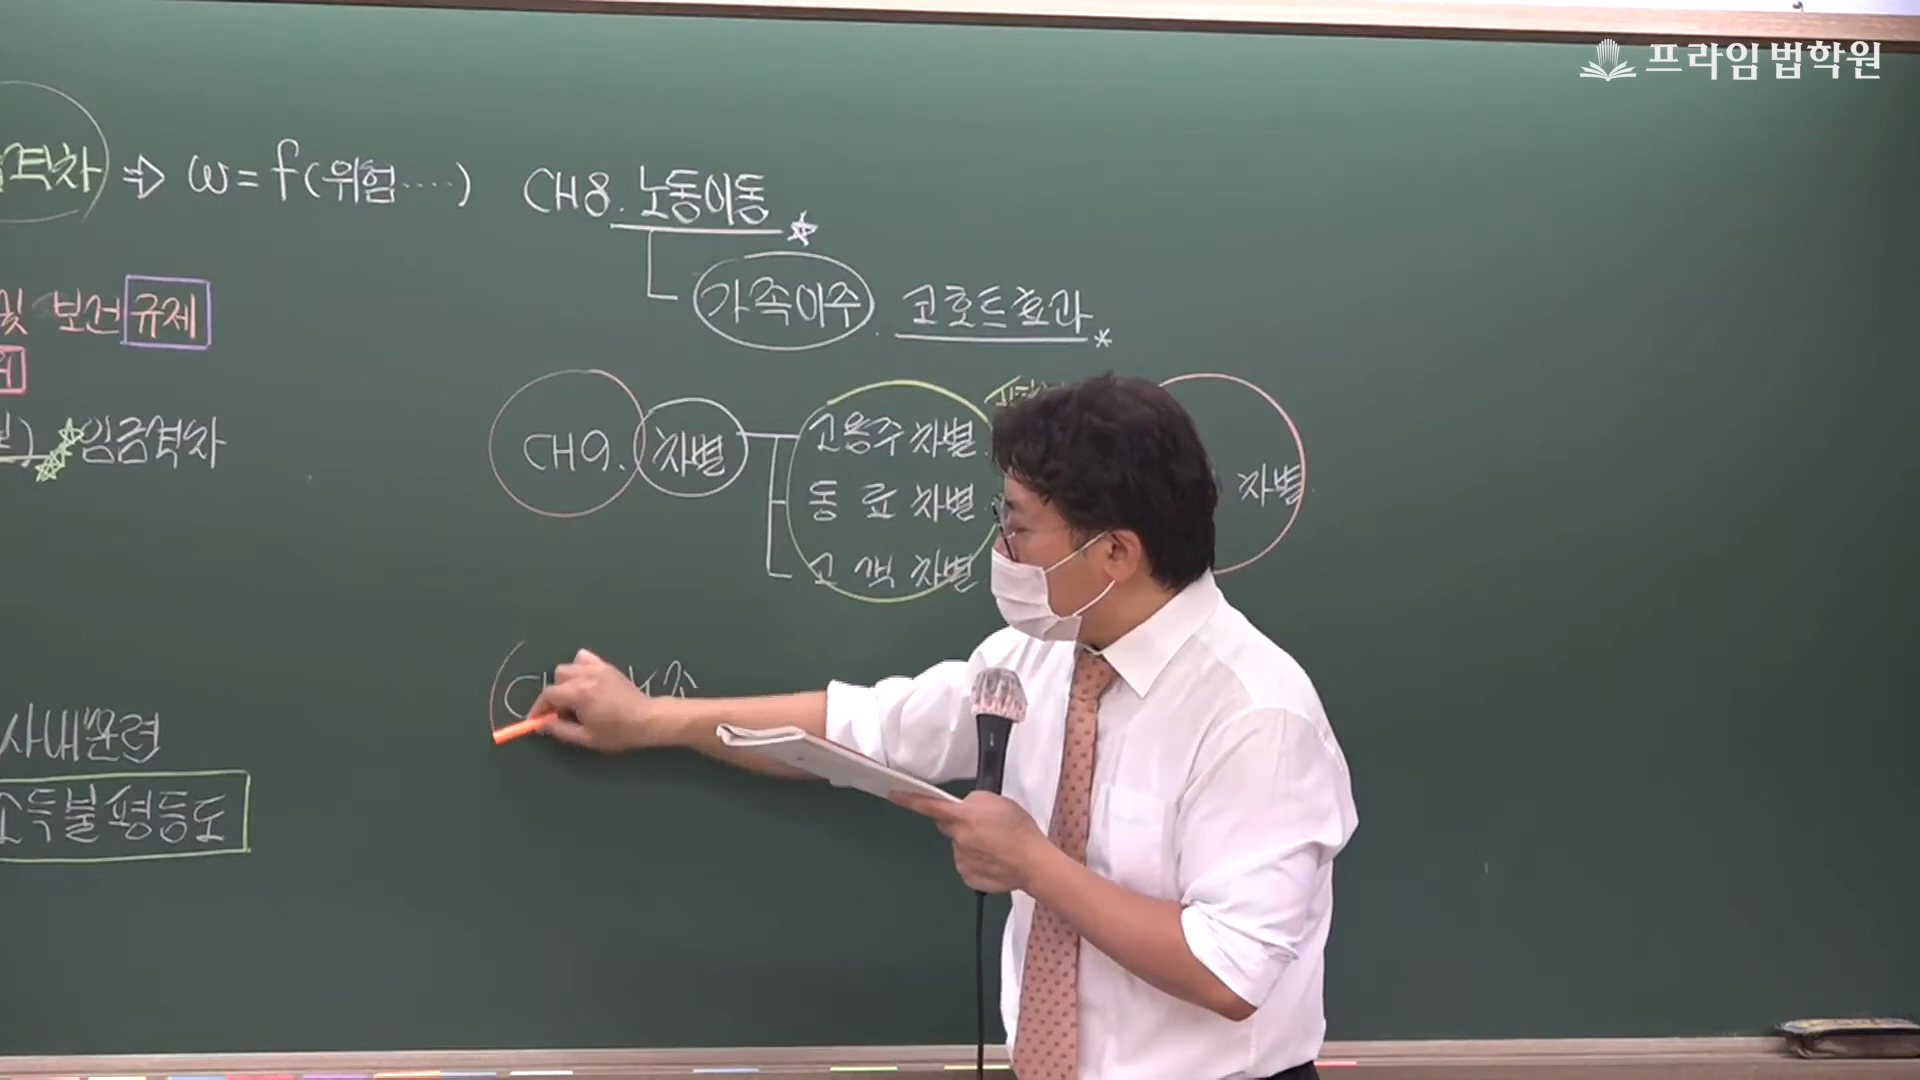 프라임법학원
격차 ⇒ w = f(위험····)
및 보건 규제
임금격차
사내훈련
소득불평등도
CH8. 노동이동
가족이주. 코호트효과
CH9. 차별
고용주 차별
동료 차별
고객 차별
차별
노조